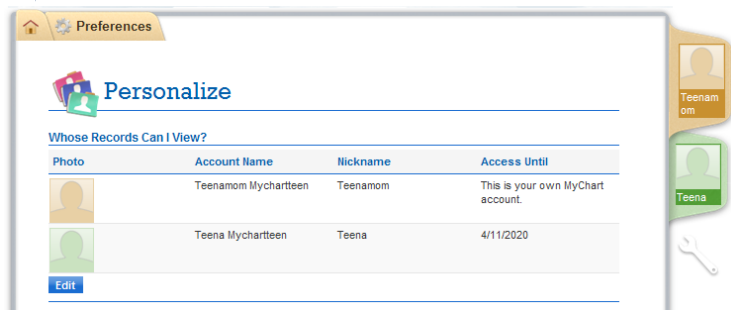 Preferences
Personalize
Whose Records Can I View?
Photo Account Name Nickname Access Until
Teenamom Mychartteen Teenamom This is your own MyChart
account.
Teena Mychartteen Teena 4/11/2020
Edit
Teenam
om
Teena